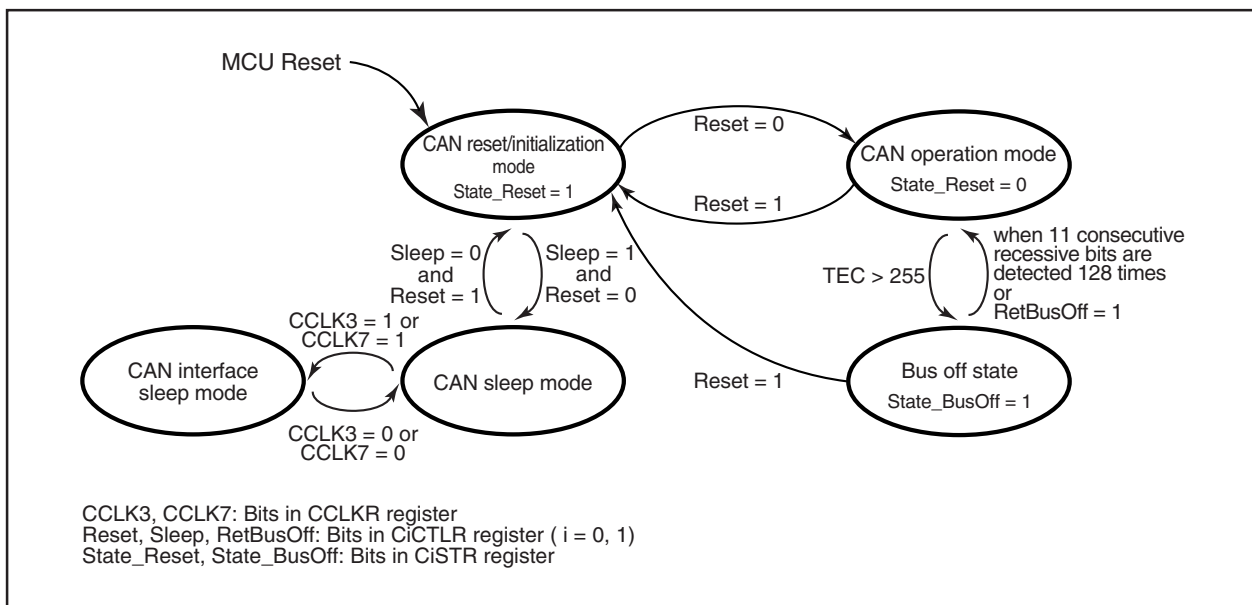 MCU Reset
CAN reset/initialization
mode
State_Reset = 1
Reset = 0
CAN operation mode
State_Reset = 0
Reset = 1
Sleep = 0
and
Reset = 1
Sleep = 1
and
Reset = 0
TEC > 255
when 11 consecutive
recessive bits are
detected 128 times
or
RetBusOff = 1
CCLK3 = 1 or
CCLK7 = 1
CAN interface
sleep mode
CAN sleep mode
Reset = 1
Bus off state
State_BusOff = 1
CCLK3 = 0 or
CCLK7 = 0
CCLK3, CCLK7: Bits in CCLKR register
Reset, Sleep, RetBusOff: Bits in CiCTLR register ( i = 0, 1)
State_Reset, State_BusOff: Bits in CiSTR register